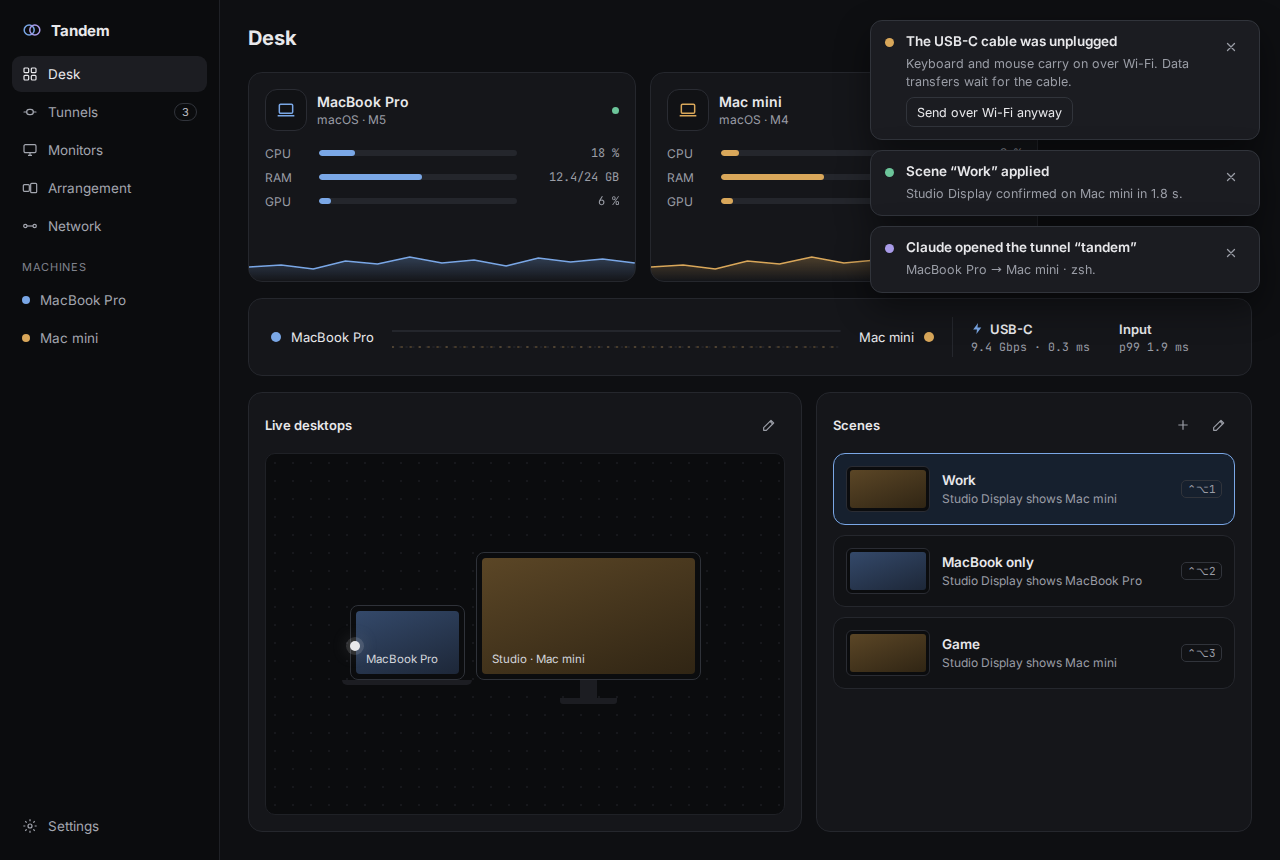 Tandem
Desk
Tunnels
3
Monitors
Arrangement
Network
MACHINES
MacBook Pro
Mac mini
Settings
Desk
MacBook Pro
macOS · M5
CPU
18 %
RAM
12.4/24 GB
GPU
6 %
Mac mini
macOS · M4
CPU
RAM
GPU
The USB-C cable was unplugged
Keyboard and mouse carry on over Wi-Fi. Data
transfers wait for the cable.
Send over Wi-Fi anyway
Scene “Work” applied
Studio Display confirmed on Mac mini in 1.8 s.
Claude opened the tunnel “tandem”
MacBook Pro → Mac mini · zsh.
MacBook Pro
Mac mini
USB-C
9.4 Gbps · 0.3 ms
Input
p99 1.9 ms
Live desktops
MacBook Pro
Studio · Mac mini
Scenes
Work
Studio Display shows Mac mini
⌃⌥1
MacBook only
Studio Display shows MacBook Pro
⌃⌥2
Game
Studio Display shows Mac mini
⌃⌥3